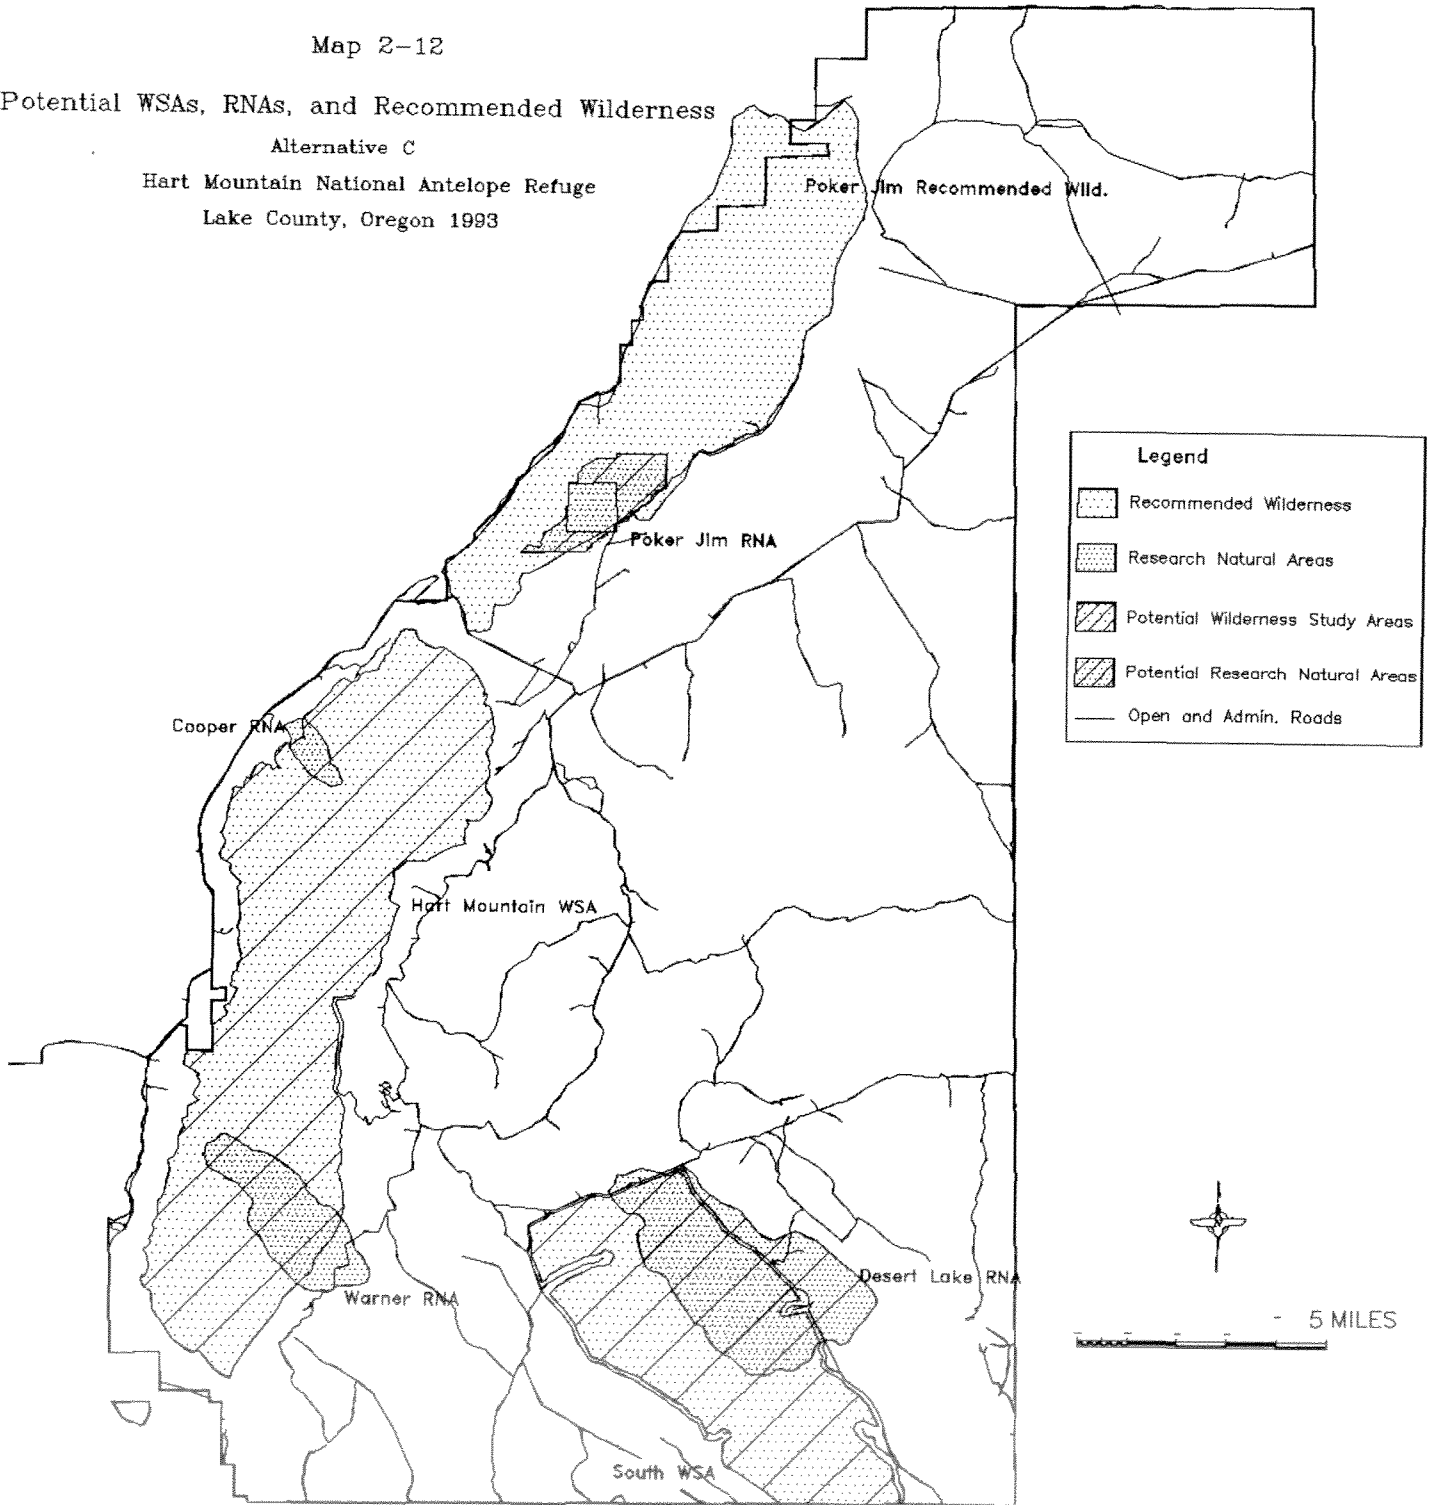 Map 2-12
Potential WSAs, RNAs, and Recommended Wilderness
Alternative C
Hart Mountain National Antelope Refuge
Lake County, Oregon 1993
Poker Jim Recommended Wild.
Legend
Recommended Wilderness
Research Natural Areas
Potential Wilderness Study Areas
Potential Research Natural Areas
Open and Admin. Roads
Poker Jim RNA
Cooper RNA
Hart Mountain WSA
Desert Lake RNA
Warner RNA
5 MILES
South WSA